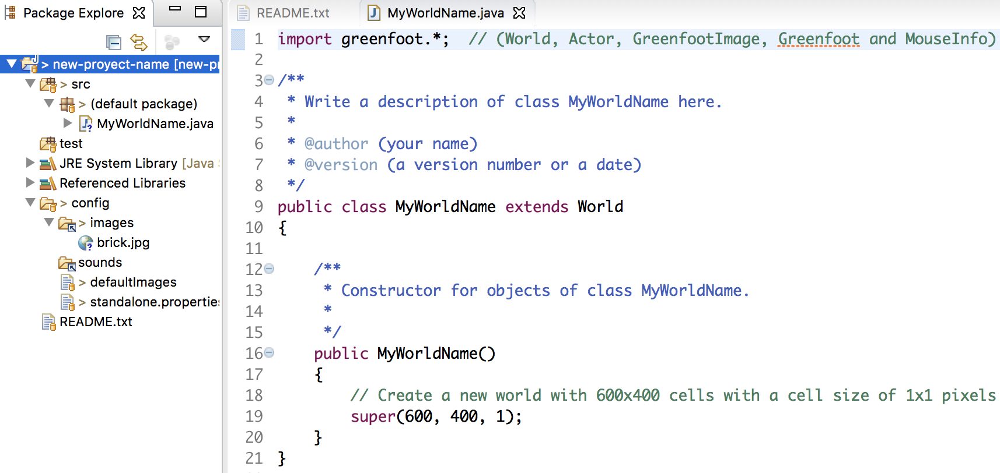 Package Explore
> new-proyect-name [new-p
> src
> (default package)
> MyWorldName.java
test
JRE System Library [Java
Referenced Libraries
> config
> images
brick.jpg
sounds
> defaultImages
> standalone.properties
README.txt
README.txt
MyWorldName.java
1 import greenfoot.*;  // (World, Actor, GreenfootImage, Greenfoot and MouseInfo)
2
3 /**
4  * Write a description of class MyWorldName here.
5  *
6  * @author (your name)
7  * @version (a version number or a date)
8  */
9 public class MyWorldName extends World
10 {
11
12     /**
13      * Constructor for objects of class MyWorldName.
14      *
15      */
16     public MyWorldName()
17     {
18         // Create a new world with 600x400 cells with a cell size of 1x1 pixels
19         super(600, 400, 1);
20     }
21 }